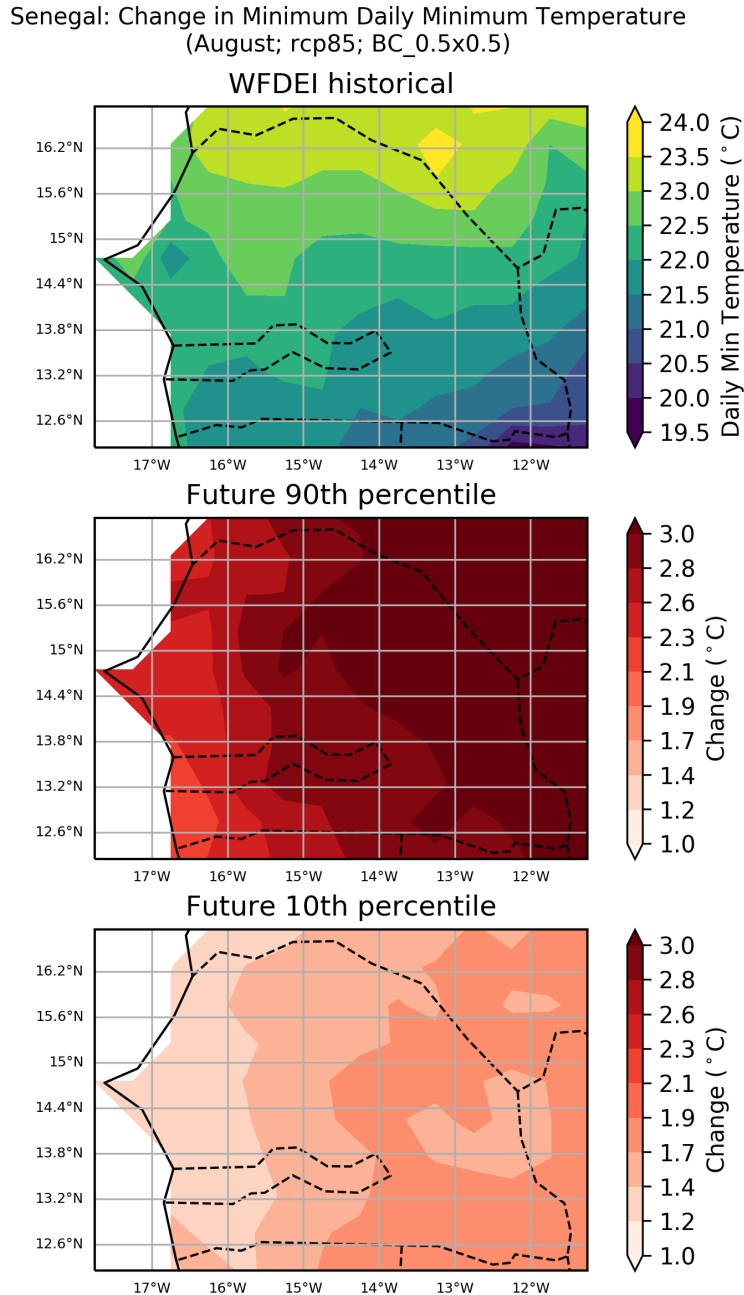 Senegal: Change in Minimum Daily Minimum Temperature
(August; rcp85; BC_0.5x0.5)
WFDEI historical
16.2°N
15.6°N
15°N
14.4°N
13.8°N
13.2°N
12.6°N
17°W 16°W 15°W 14°W 13°W 12°W
24.0
23.5
23.0
22.5
22.0
21.5
21.0
20.5
20.0
19.5
Daily Min Temperature (°C)
Future 90th percentile
16.2°N
15.6°N
15°N
14.4°N
13.8°N
13.2°N
12.6°N
17°W 16°W 15°W 14°W 13°W 12°W
3.0
2.8
2.6
2.3
2.1
1.9
1.7
1.4
1.2
1.0
Change (°C)
Future 10th percentile
16.2°N
15.6°N
15°N
14.4°N
13.8°N
13.2°N
12.6°N
17°W 16°W 15°W 14°W 13°W 12°W
3.0
2.8
2.6
2.3
2.1
1.9
1.7
1.4
1.2
1.0
Change (°C)